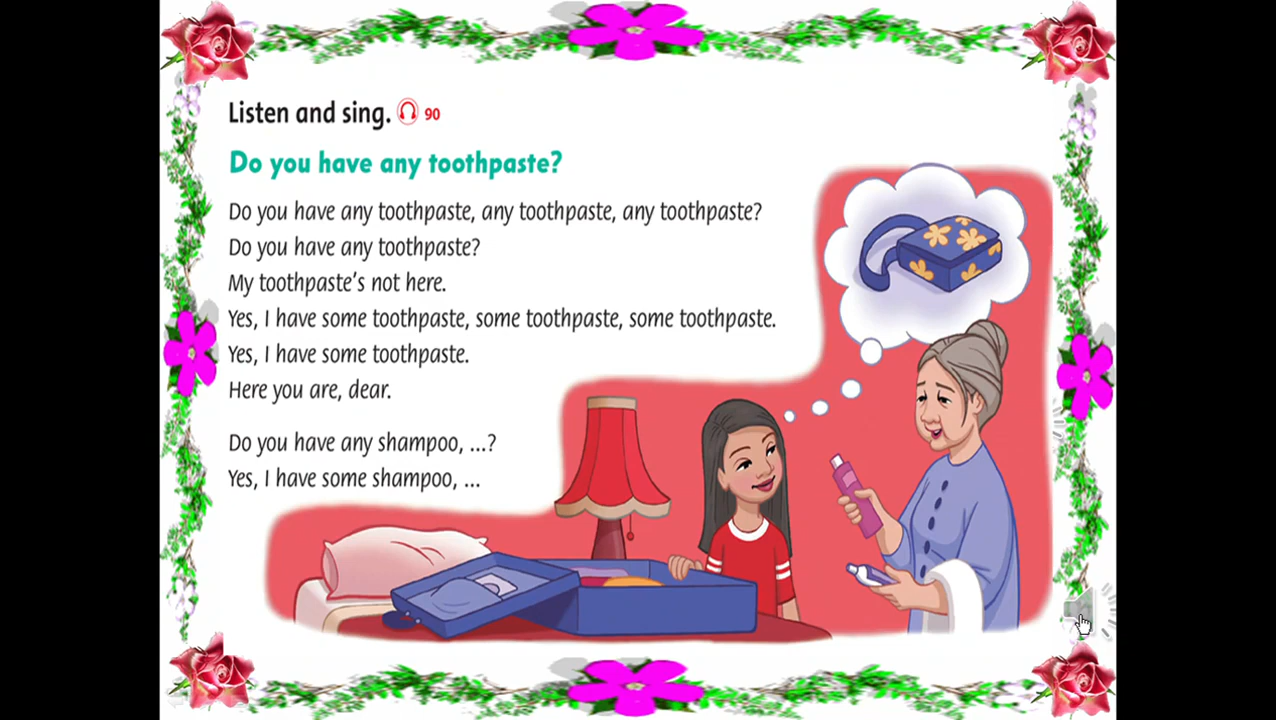 Listen and sing. 90
Do you have any toothpaste?
Do you have any toothpaste, any toothpaste, any toothpaste?
Do you have any toothpaste?
My toothpaste's not here.
Yes, I have some toothpaste, some toothpaste, some toothpaste.
Yes, I have some toothpaste.
Here you are, dear.
Do you have any shampoo, ...?
Yes, I have some shampoo, ...